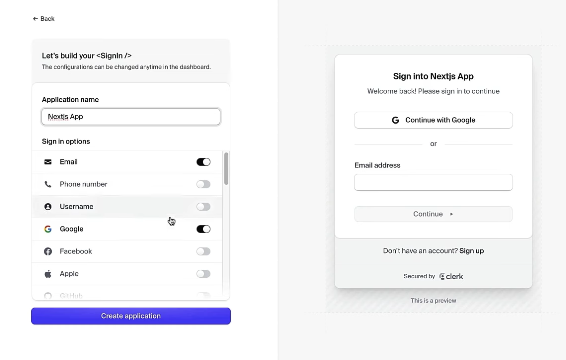 ← Back
Let's build your <SignIn />
The configurations can be changed anytime in the dashboard.
Application name
Nextjs App
Sign in options
Email
Phone number
Username
Google
Facebook
Apple
GitHub
Create application
Sign into Nextjs App
Welcome back! Please sign in to continue
Continue with Google
or
Email address
Continue
Don't have an account? Sign up
Secured by clerk
This is a preview